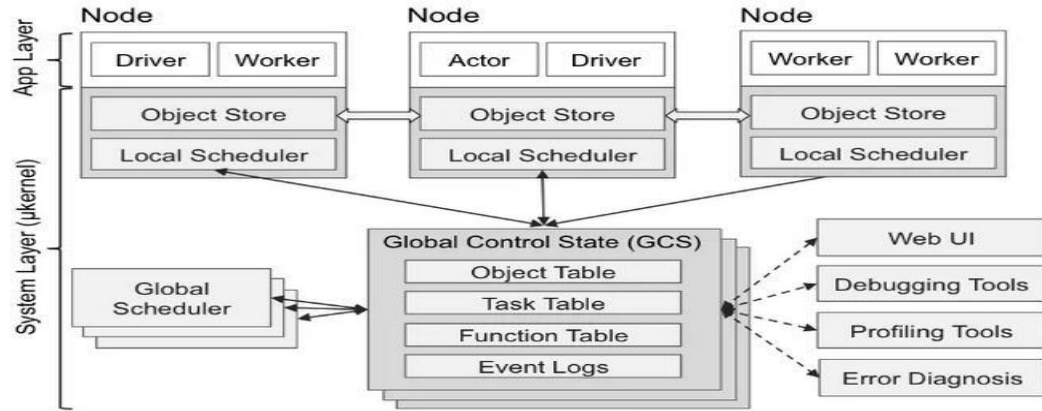 Node
Node
Node
App Layer
Driver
Worker
Actor
Driver
Worker
Worker
Object Store
Object Store
Object Store
Local Scheduler
Local Scheduler
Local Scheduler
System Layer (μkernel)
Global Control State (GCS)
Object Table
Task Table
Function Table
Event Logs
Global
Scheduler
Web UI
Debugging Tools
Profiling Tools
Error Diagnosis